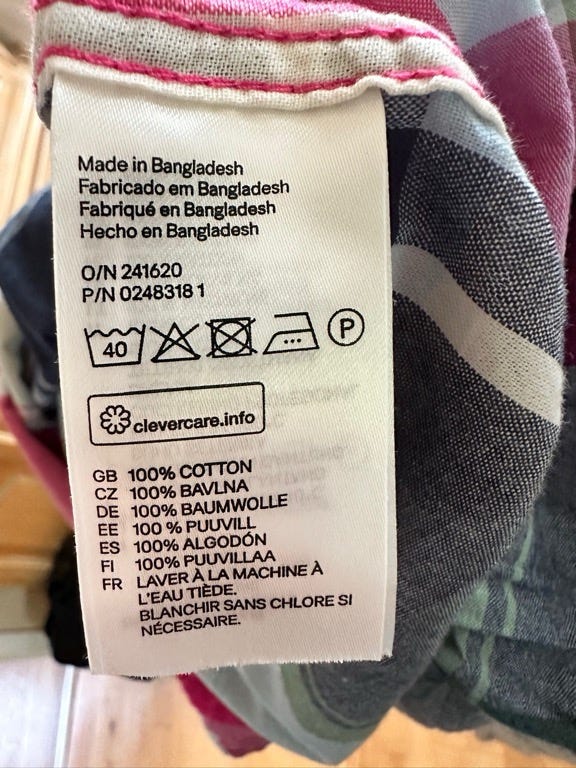 Made in Bangladesh
Fabricado em Bangladesh
Fabriqué en Bangladesh
Hecho en Bangladesh
O/N 241620
P/N 0248318 1
40 P
clevercare.info
GB 100% COTTON
CZ 100% BAVLNA
DE 100% BAUMWOLLE
EE 100 % PUUVILL
ES 100% ALGODÓN
FI 100% PUUVILLAA
FR LAVER À LA MACHINE À
L'EAU TIÈDE.
BLANCHIR SANS CHLORE SI
NÉCESSAIRE.